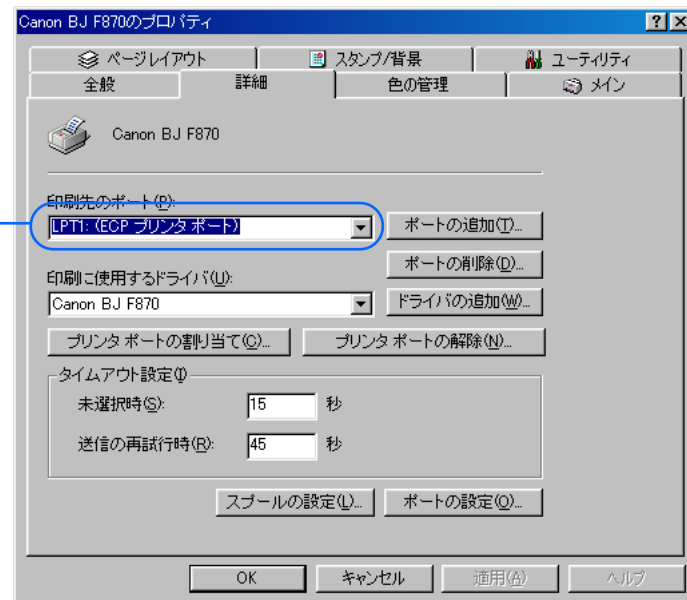 Canon BJ F870のプロパティ
ページレイアウト スタンプ/背景 ユーティリティ
全般 詳細 色の管理 メイン
Canon BJ F870
印刷先のポート(P):
LPT1: (ECP プリンタ ポート) ポートの追加(T)...
ポートの削除(D)...
印刷に使用するドライバ(U):
Canon BJ F870 ドライバの追加(W)...
プリンタ ポートの割り当て(C)... プリンタ ポートの解除(N)...
タイムアウト設定(I)
未選択時(S): 15 秒
送信の再試行時(R): 45 秒
スプールの設定(L)... ポートの設定(O)...
OK キャンセル 適用(A) ヘルプ